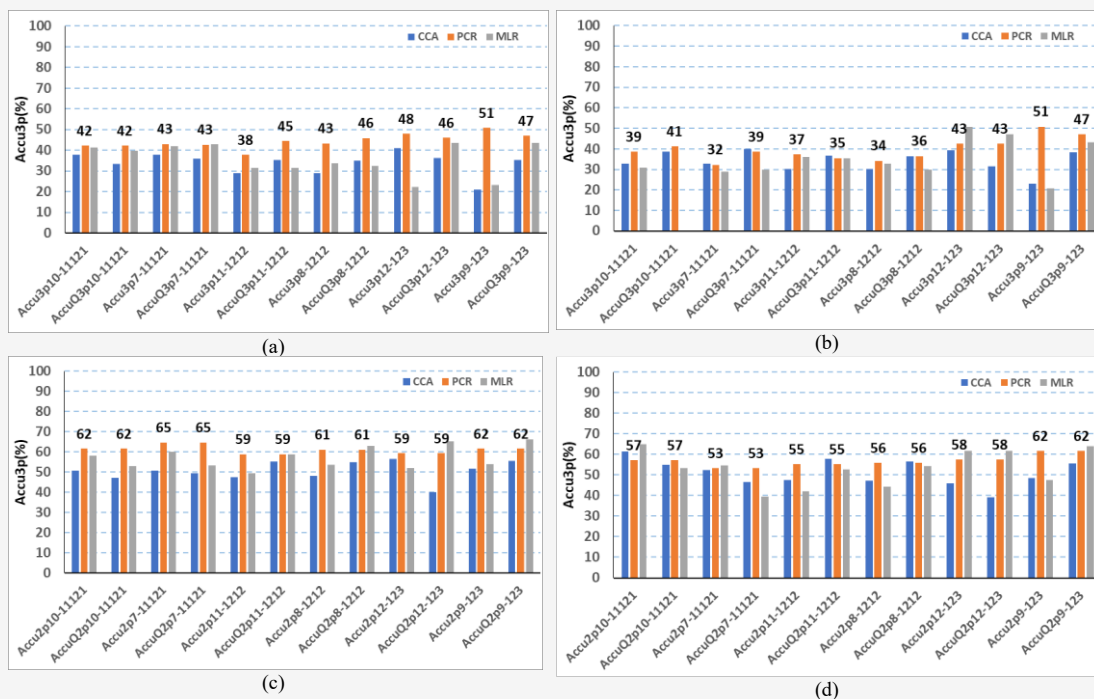 100
90
80
70
60
50
40
30
20
10
0
Accu3p(%)
CCA PCR MLR
42 42 43 43 38 45 43 46 48 46 51 47
Accu3p10-11121
AccuQ3p10-11121
Accu3p7-11121
AccuQ3p7-11121
Accu3p11-1212
AccuQ3p11-1212
Accu3p8-1212
AccuQ3p8-1212
Accu3p12-123
AccuQ3p12-123
Accu3p9-123
AccuQ3p9-123
(a)
100
90
80
70
60
50
40
30
20
10
0
Accu3p(%)
CCA PCR MLR
39 41 32 39 37 35 34 36 43 43 51 47
Accu3p10-11121
AccuQ3p10-11121
Accu3p7-11121
AccuQ3p7-11121
Accu3p11-1212
AccuQ3p11-1212
Accu3p8-1212
AccuQ3p8-1212
Accu3p12-123
AccuQ3p12-123
Accu3p9-123
AccuQ3p9-123
(b)
100
90
80
70
60
50
40
30
20
10
0
Accu3p(%)
CCA PCR MLR
62 62 65 65 59 59 61 61 59 59 62 62
Accu2p10-11121
AccuQ2p10-11121
Accu2p7-11121
AccuQ2p7-11121
Accu2p11-1212
AccuQ2p11-1212
Accu2p8-1212
AccuQ2p8-1212
Accu2p12-123
AccuQ2p12-123
Accu2p9-123
AccuQ2p9-123
(c)
100
90
80
70
60
50
40
30
20
10
0
Accu3p(%)
CCA PCR MLR
57 57 53 53 55 55 56 56 58 58 62 62
Accu2p10-11121
AccuQ2p10-11121
Accu2p7-11121
AccuQ2p7-11121
Accu2p11-1212
AccuQ2p11-1212
Accu2p8-1212
AccuQ2p8-1212
Accu2p12-123
AccuQ2p12-123
Accu2p9-123
AccuQ2p9-123
(d)